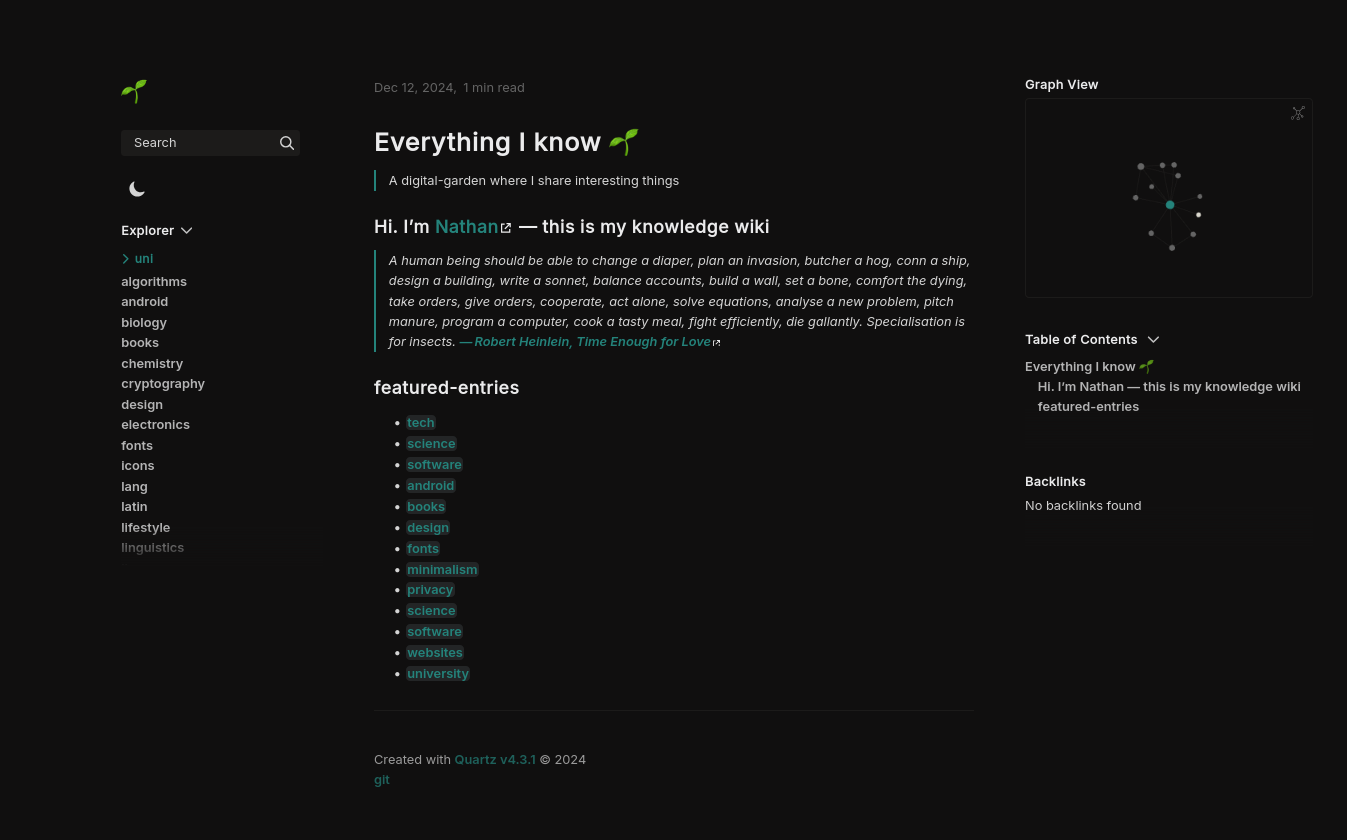 Search
Explorer
uni
algorithms
android
biology
books
chemistry
cryptography
design
electronics
fonts
icons
lang
latin
lifestyle
linguistics
Dec 12, 2024, 1 min read
Everything I know 🌱
A digital-garden where I share interesting things
Hi. I’m Nathan — this is my knowledge wiki
A human being should be able to change a diaper, plan an invasion, butcher a hog, conn a ship,
design a building, write a sonnet, balance accounts, build a wall, set a bone, comfort the dying,
take orders, give orders, cooperate, act alone, solve equations, analyse a new problem, pitch
manure, program a computer, cook a tasty meal, fight efficiently, die gallantly. Specialisation is
for insects. — Robert Heinlein, Time Enough for Love
featured-entries
• tech
• science
• software
• android
• books
• design
• fonts
• minimalism
• privacy
• science
• software
• websites
• university
Created with Quartz v4.3.1 © 2024
git
Graph View
Table of Contents
Everything I know 🌱
Hi. I’m Nathan — this is my knowledge wiki
featured-entries
Backlinks
No backlinks found